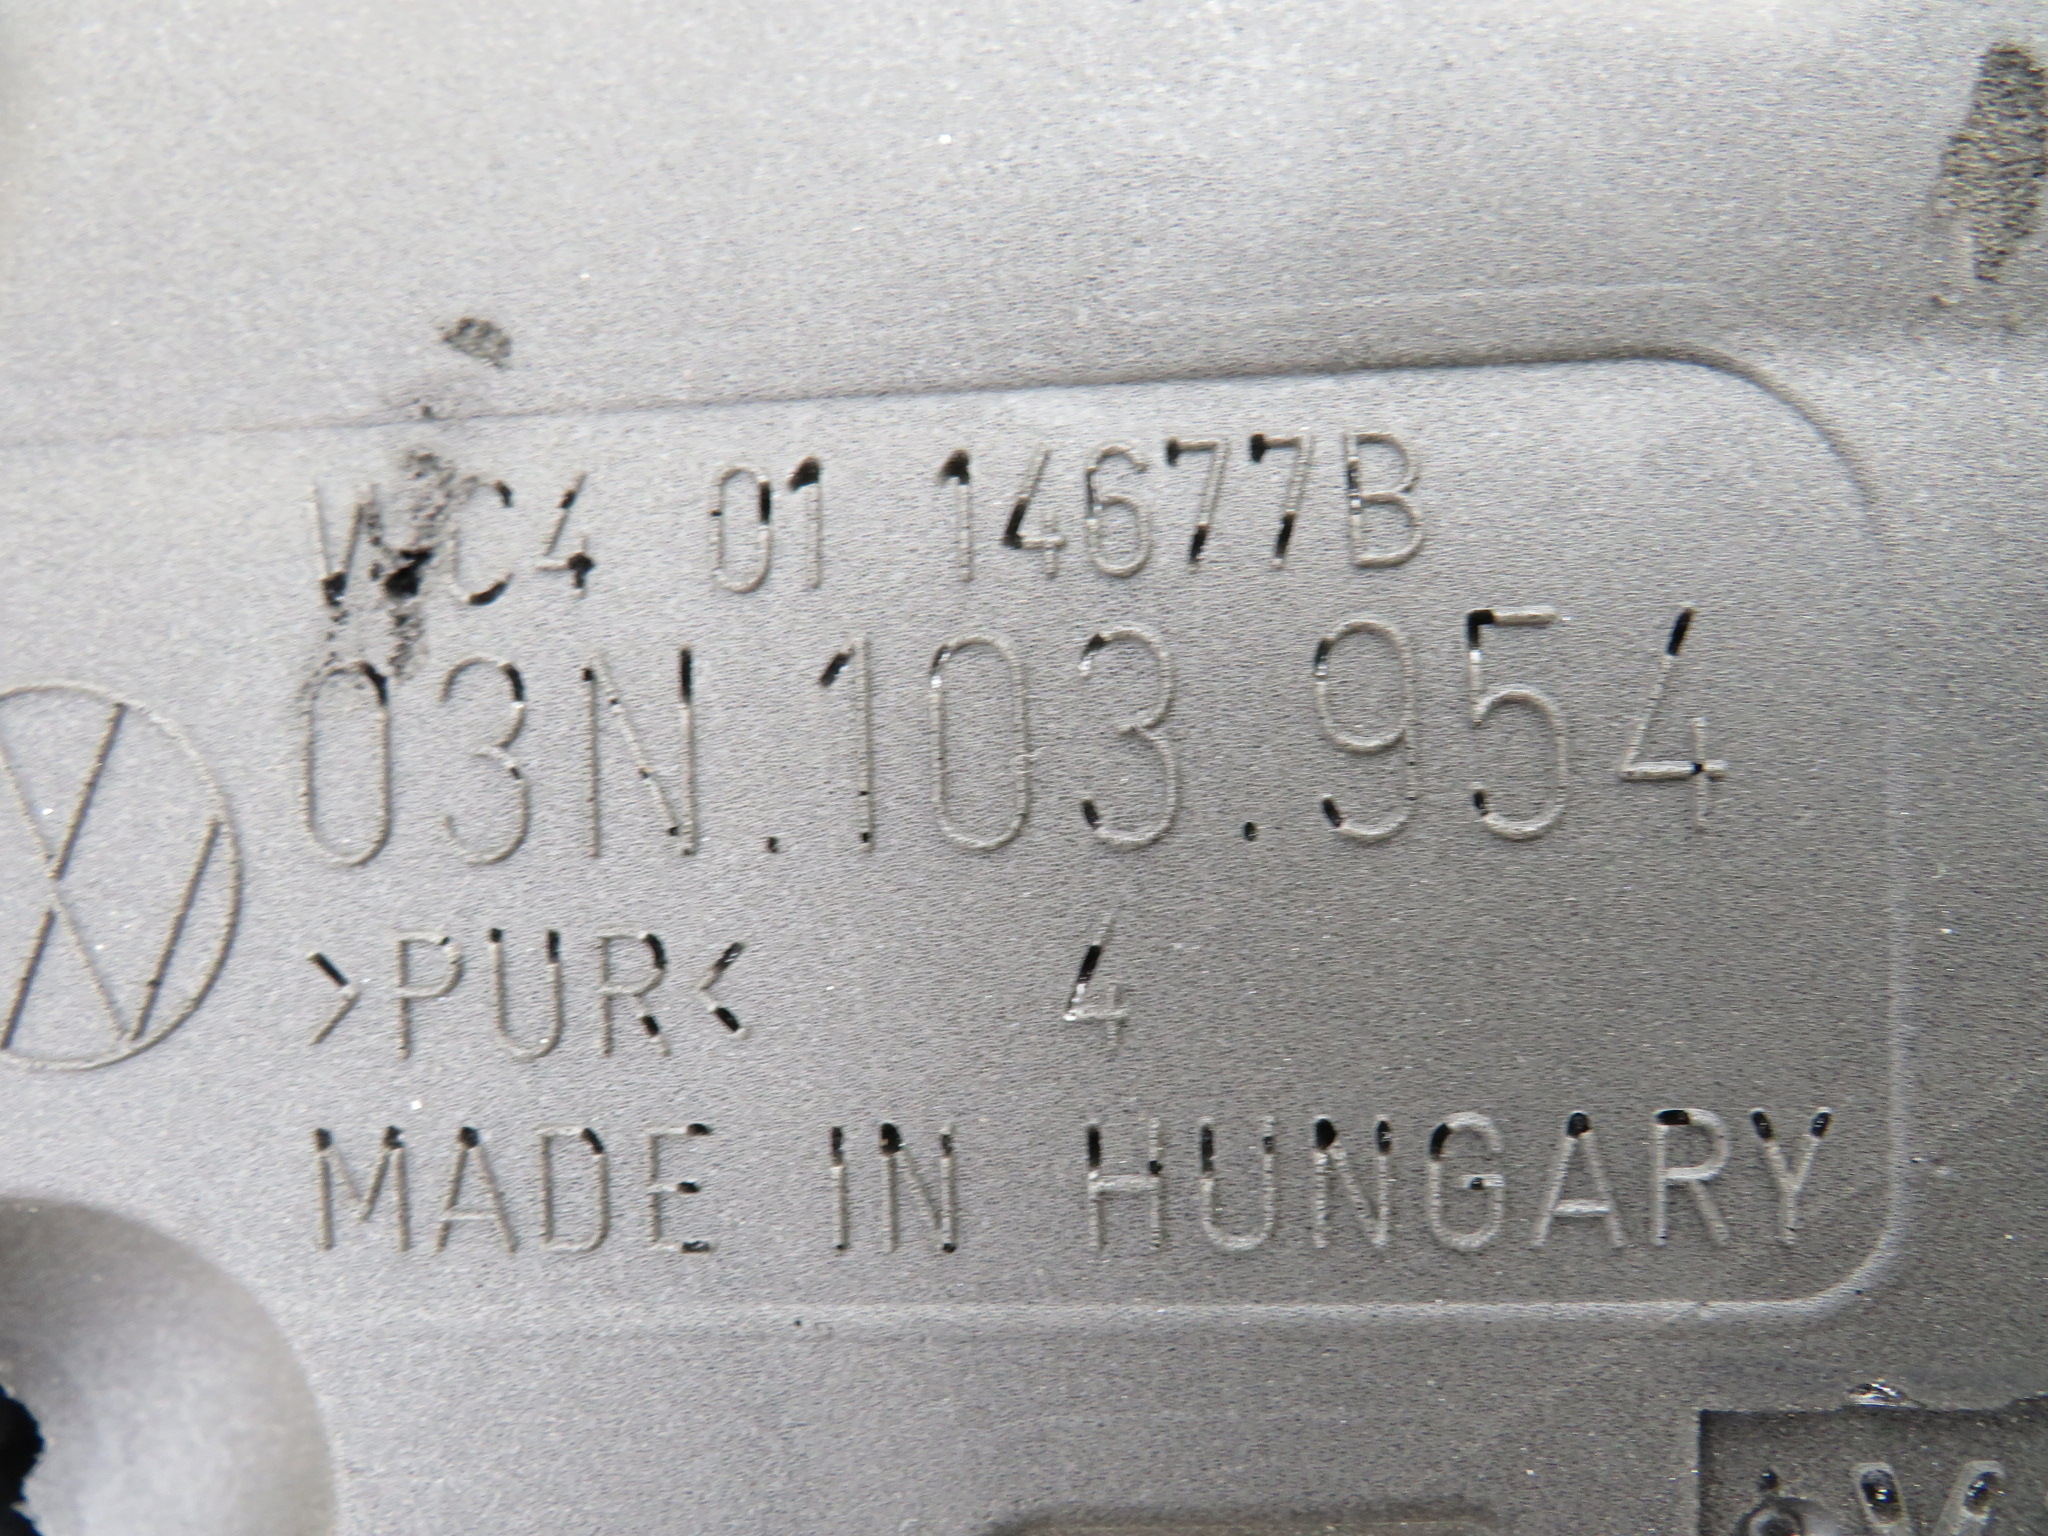 WC4 01 14677B
03N.103.954
>PUR< 4
MADE IN HUNGARY